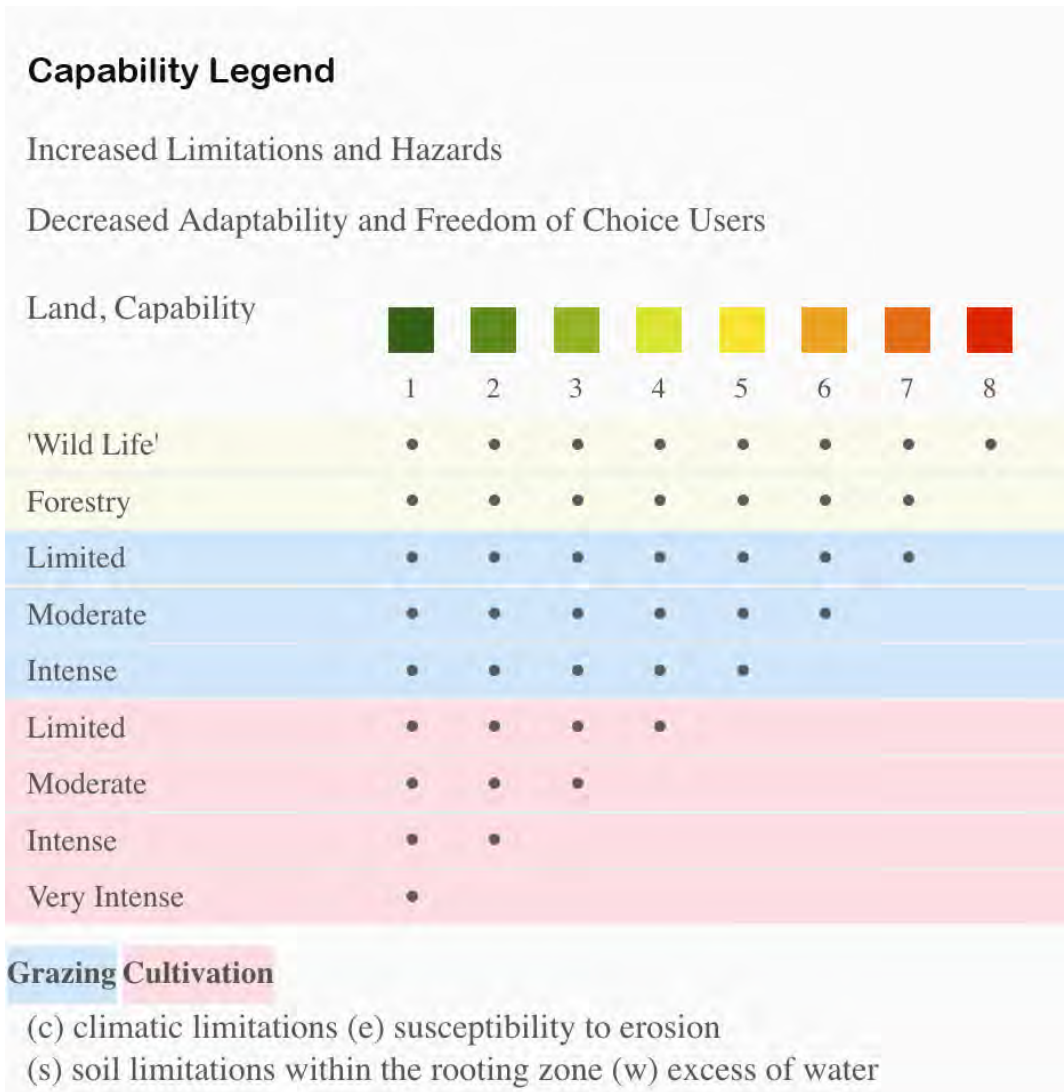 Capability Legend
Increased Limitations and Hazards
Decreased Adaptability and Freedom of Choice Users
Land, Capability
1 2 3 4 5 6 7 8
'Wild Life' • • • • • • • •
Forestry • • • • • • •
Limited • • • • • • •
Moderate • • • • • •
Intense • • • • •
Limited • • • •
Moderate • • •
Intense • •
Very Intense •
Grazing Cultivation
(c) climatic limitations (e) susceptibility to erosion
(s) soil limitations within the rooting zone (w) excess of water